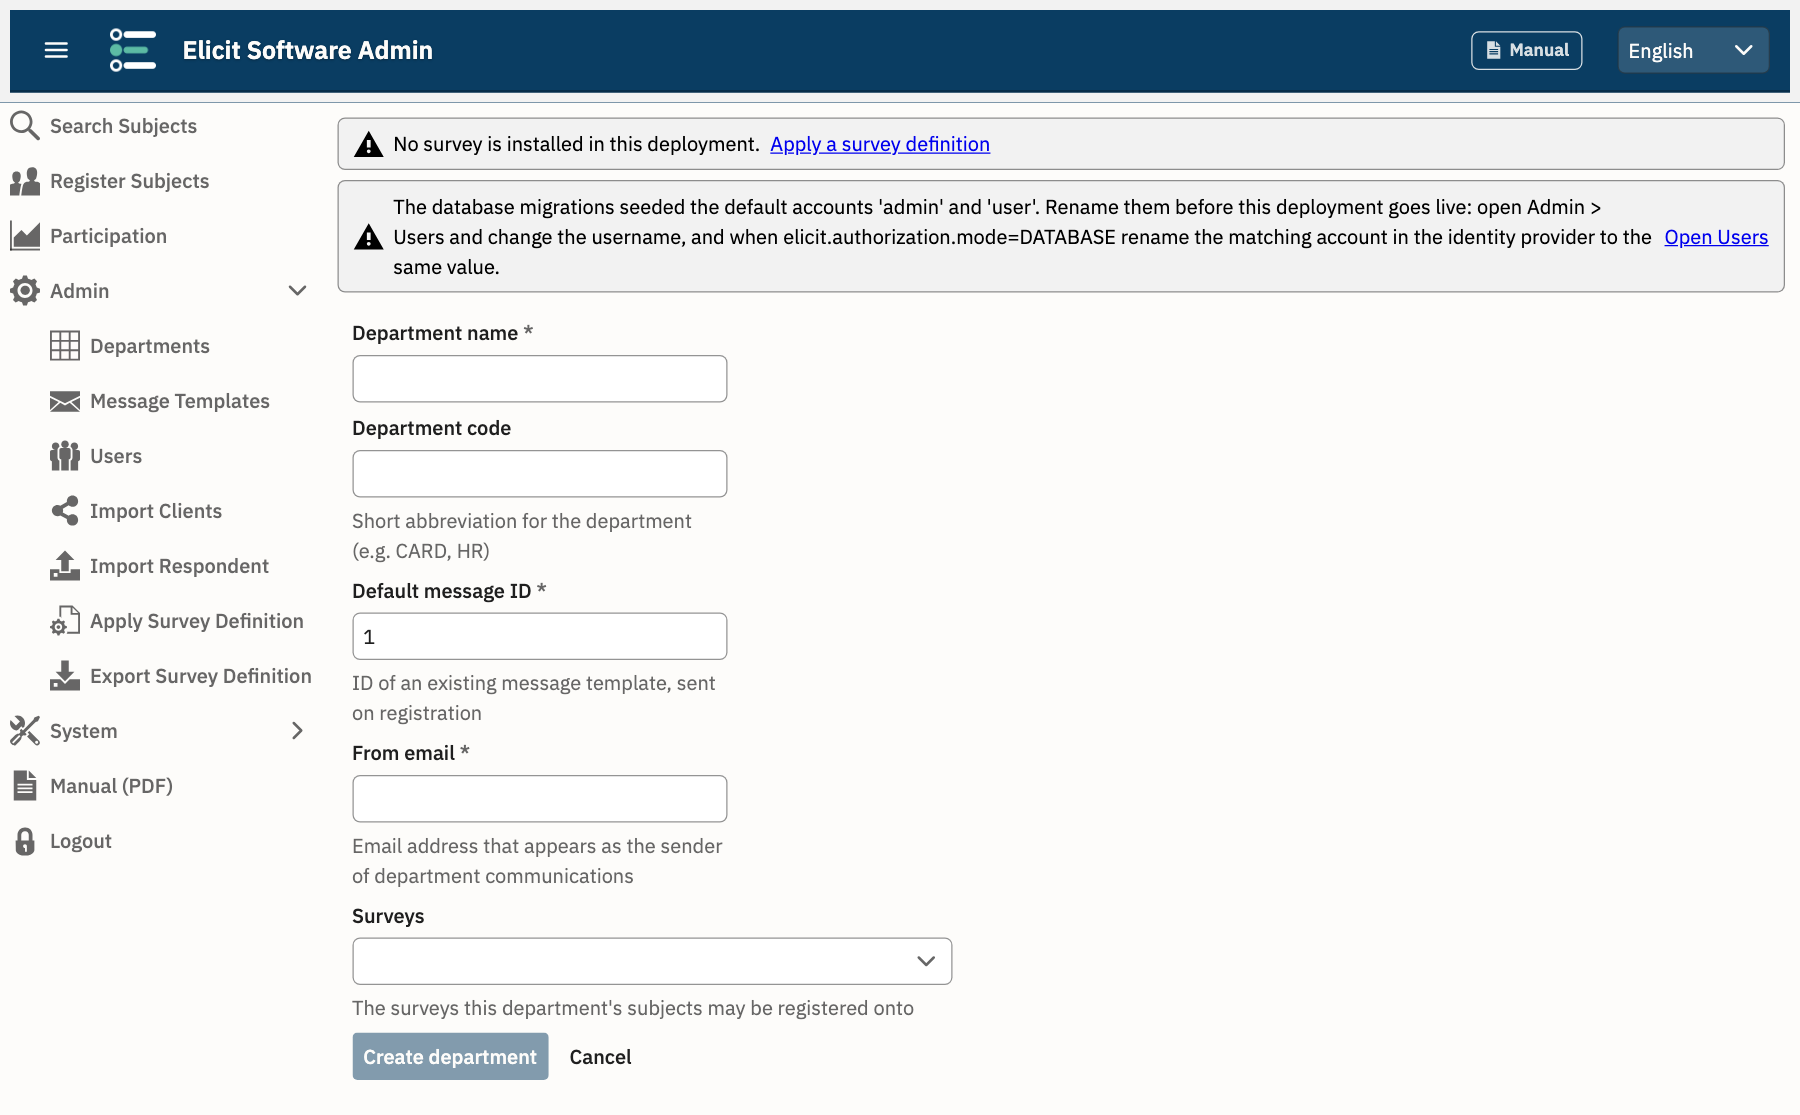 Elicit Software Admin
Manual
English
Search Subjects
Register Subjects
Participation
Admin
Departments
Message Templates
Users
Import Clients
Import Respondent
Apply Survey Definition
Export Survey Definition
System
Manual (PDF)
Logout
No survey is installed in this deployment. Apply a survey definition
The database migrations seeded the default accounts 'admin' and 'user'. Rename them before this deployment goes live: open Admin >
Users and change the username, and when elicit.authorization.mode=DATABASE rename the matching account in the identity provider to the
same value.
Open Users
Department name *
Department code
Short abbreviation for the department
(e.g. CARD, HR)
Default message ID *
1
ID of an existing message template, sent
on registration
From email *
Email address that appears as the sender
of department communications
Surveys
The surveys this department's subjects may be registered onto
Create department
Cancel